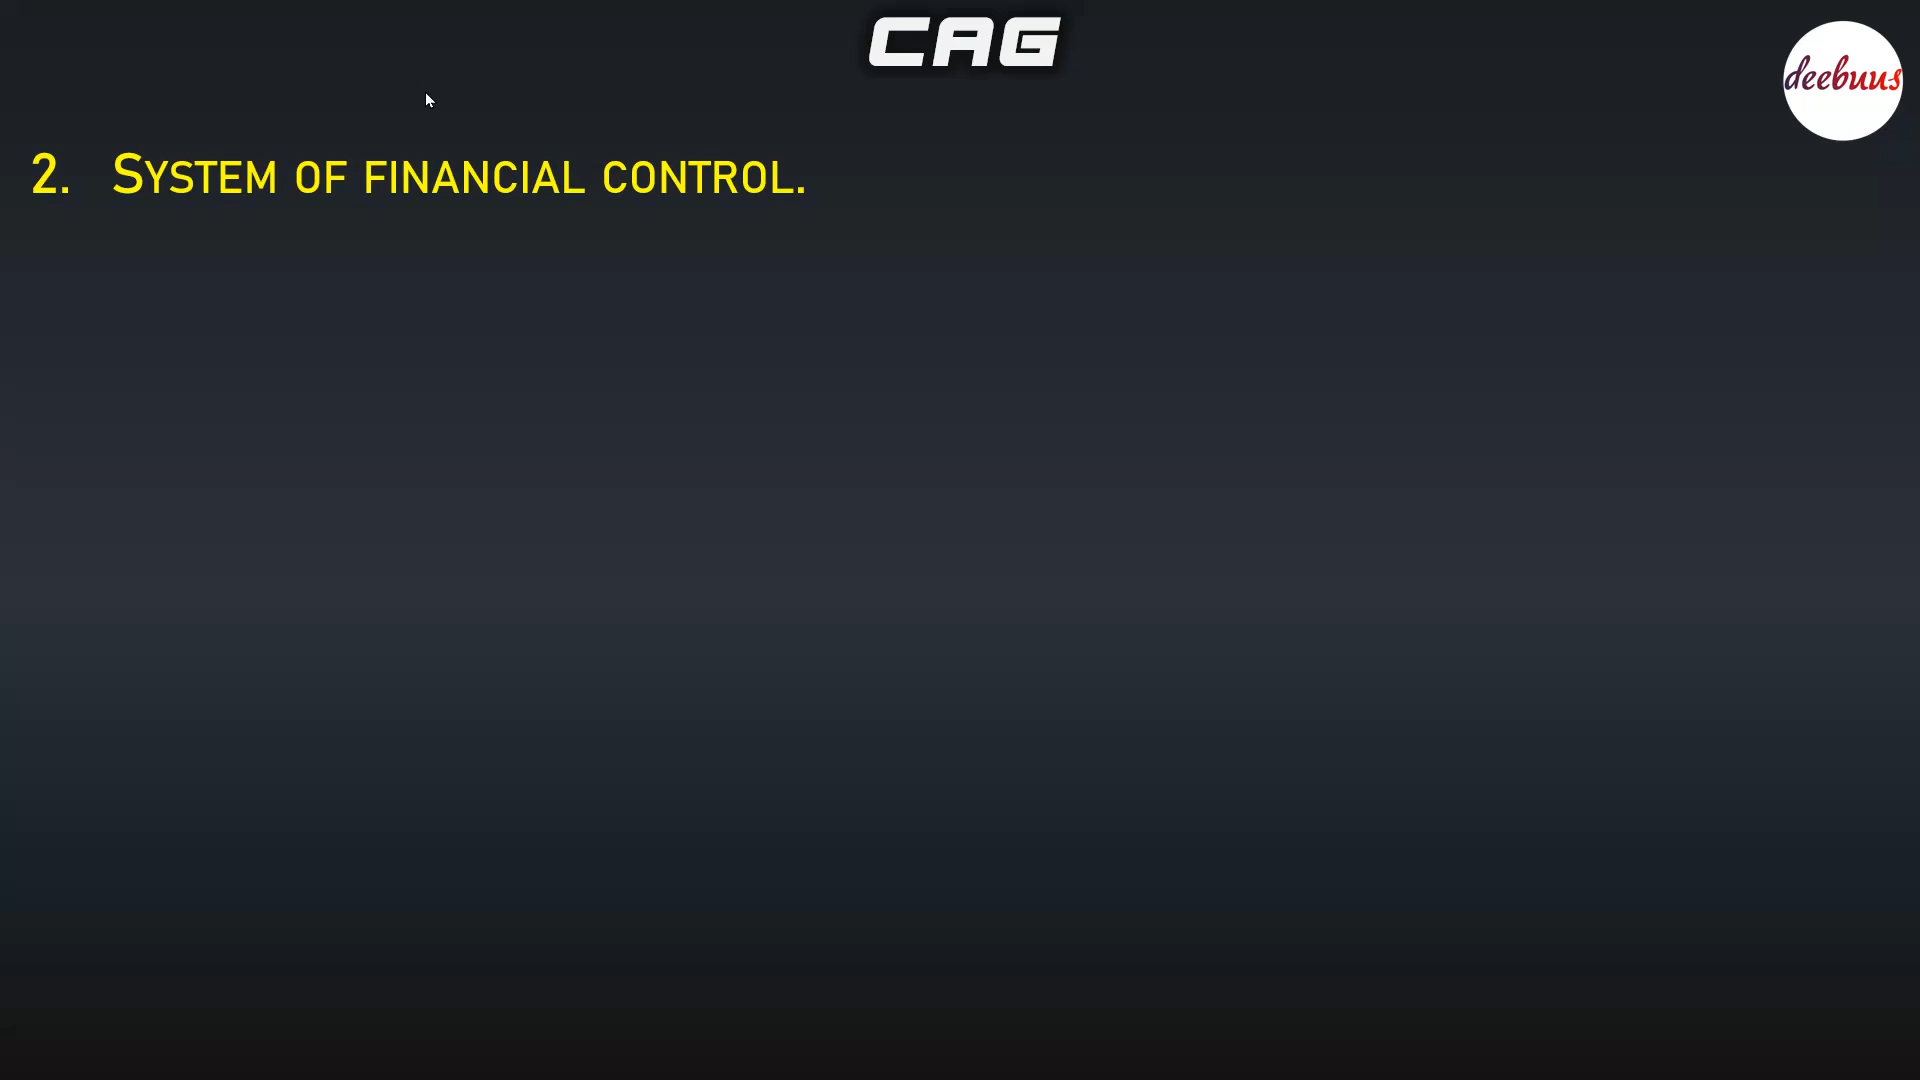 CAG
deebuus
2. System of financial control.